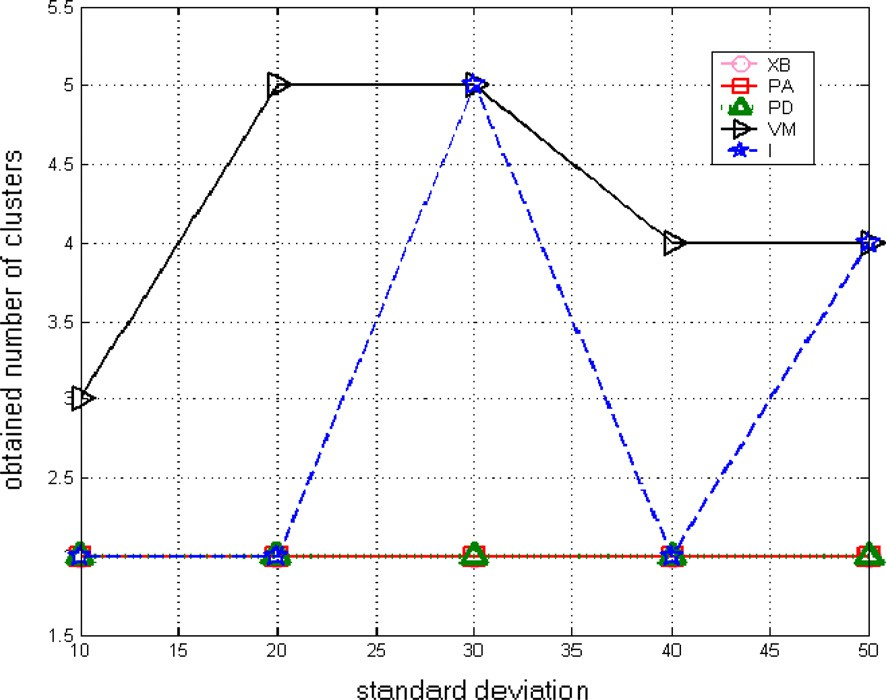 5.5
5
4.5
4
3.5
3
2.5
2
1.5
10 15 20 25 30 35 40 45 50
obtained number of clusters
standard deviation
XB
PA
PD
VM
I